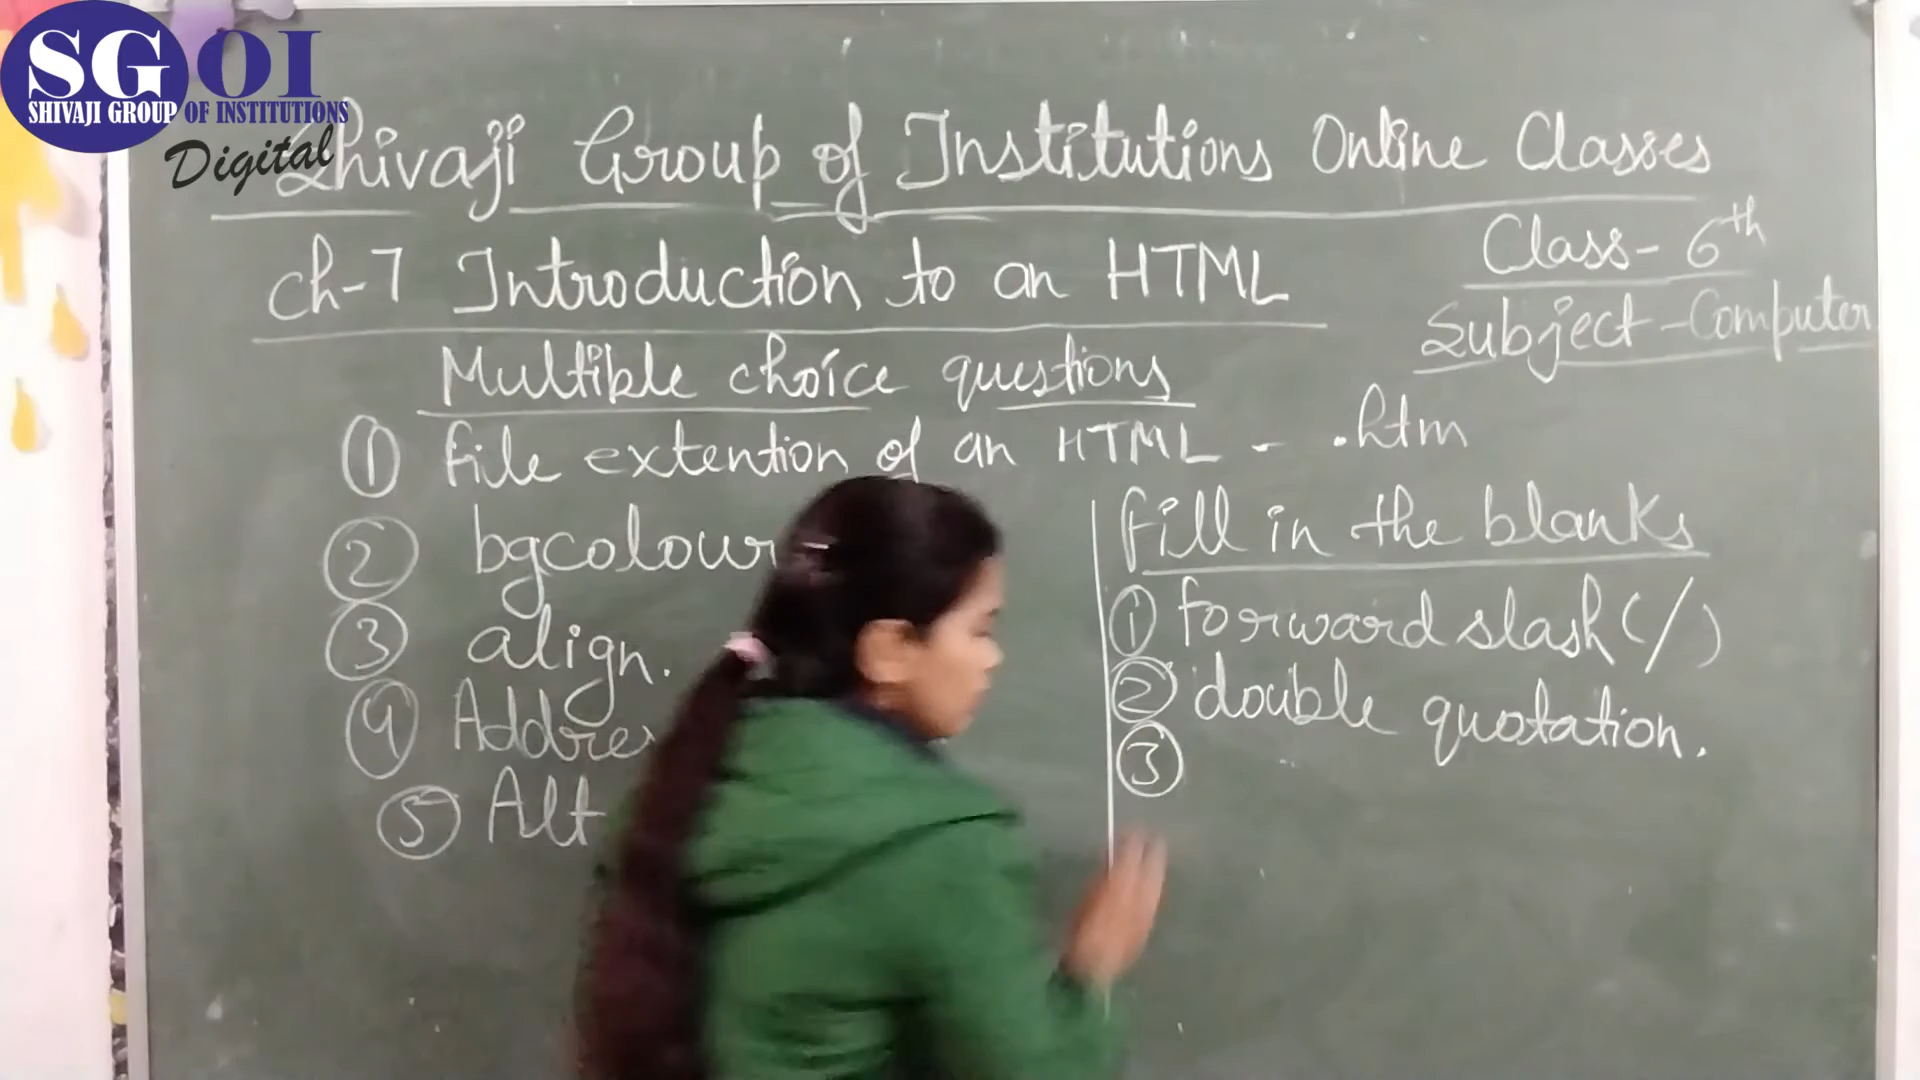 SGOI
SHIVAJI GROUP OF INSTITUTIONS
Digital
Shivaji Group of Institutions Online Classes
Class- 6th
Subject-Computer
Ch-7 Introduction to an HTML
Multiple choice questions
① file extention of an HTML - .htm
② bgcolour
③ align.
④ Addres
⑤ Alt
fill in the blanks
① forward slash (/)
② double quotation.
③